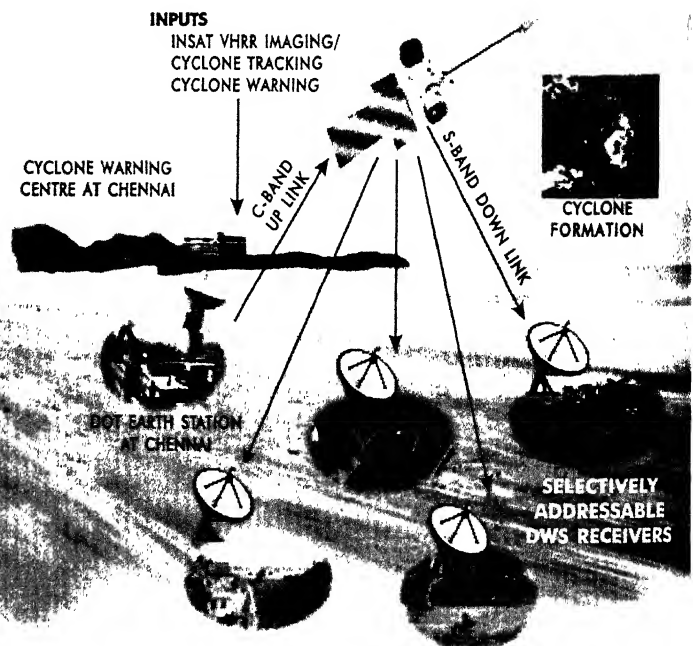 INPUTS
INSAT VHRR IMAGING/
CYCLONE TRACKING
CYCLONE WARNING
CYCLONE WARNING
CENTRE AT CHENNAI
C-BAND
UP LINK
S-BAND DOWN LINK
CYCLONE
FORMATION
DOT EARTH STATION
AT CHENNAI
SELECTIVELY
ADDRESSABLE
DWS RECEIVERS